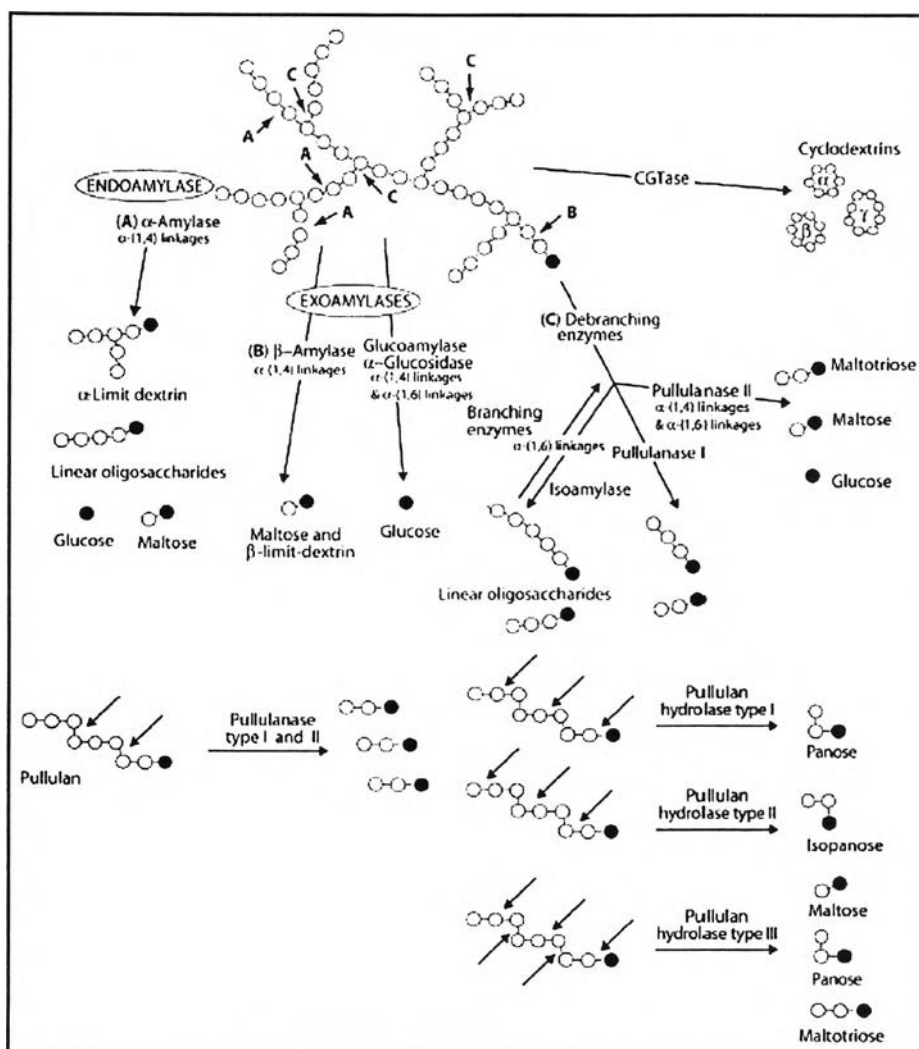 C
C
A
A
ENDOAMYLASE
A
C
B
CGTase
Cyclodextrins
α
β
γ
(A) α-Amylase
α-(1,4) linkages
α-Limit dextrin
Linear oligosaccharides
Glucose
Maltose
EXOAMYLASES
(B) β-Amylase
α-(1,4) linkages
Glucoamylase
α-Glucosidase
α-(1,4) linkages
& α-(1,6) linkages
Maltose and
β-limit-dextrin
Glucose
(C) Debranching
enzymes
Branching
enzymes
α-(1,6) linkages
Isoamylase
Pullulanase II
α-(1,4) linkages
& α-(1,6) linkages
Pullulanase I
Maltotriose
Maltose
Glucose
Linear oligosaccharides
Pullulan
Pullulanase
type I and II
Pullulan
hydrolase type I
Panose
Pullulan
hydrolase type II
Isopanose
Pullulan
hydrolase type III
Maltose
Panose
Maltotriose